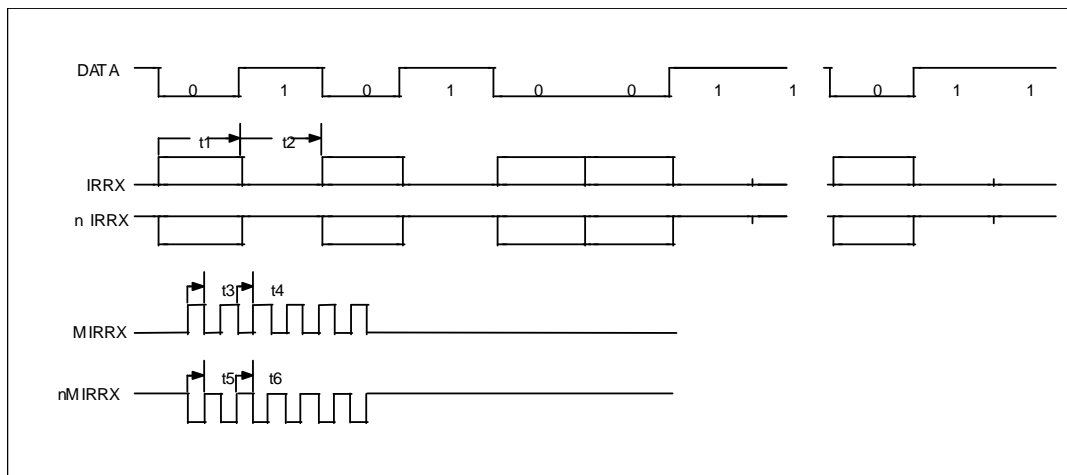 DATA
0 1 0 1 0 0 1 1 0 1 1
t1 t2
IRRX
n IRRX
t3 t4
MIRRX
t5 t6
nMIRRX